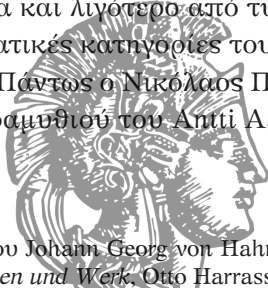 και λιγότερο από
ατικές κατηγορίες του
Πάντως ο Νικόλαος Π
αμυθιού του Antti A
ου Johann Georg von Hahn
en und Werk, Otto Harrass